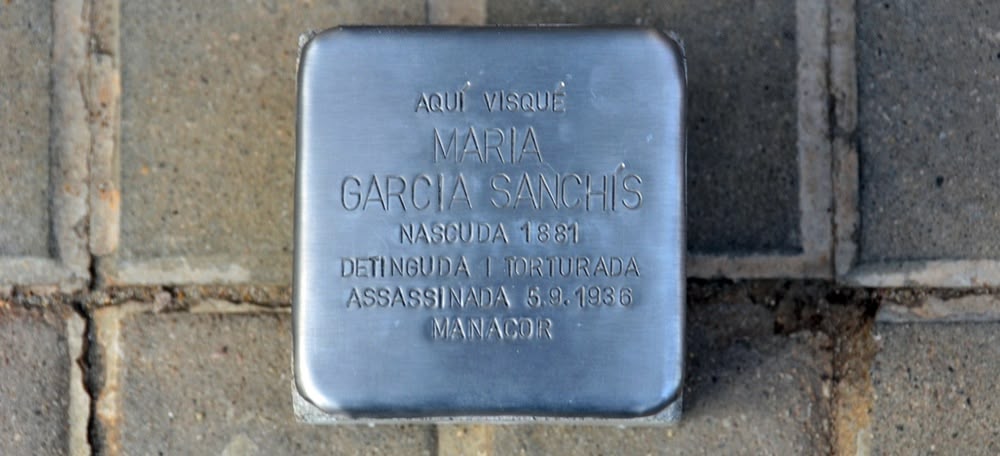 AQUÍ VISQUÉ
MARIA
GARCIA SANCHÍS
NASCUDA 1881
DETINGUDA I TORTURADA
ASSASSINADA 5.9.1936
MANACOR